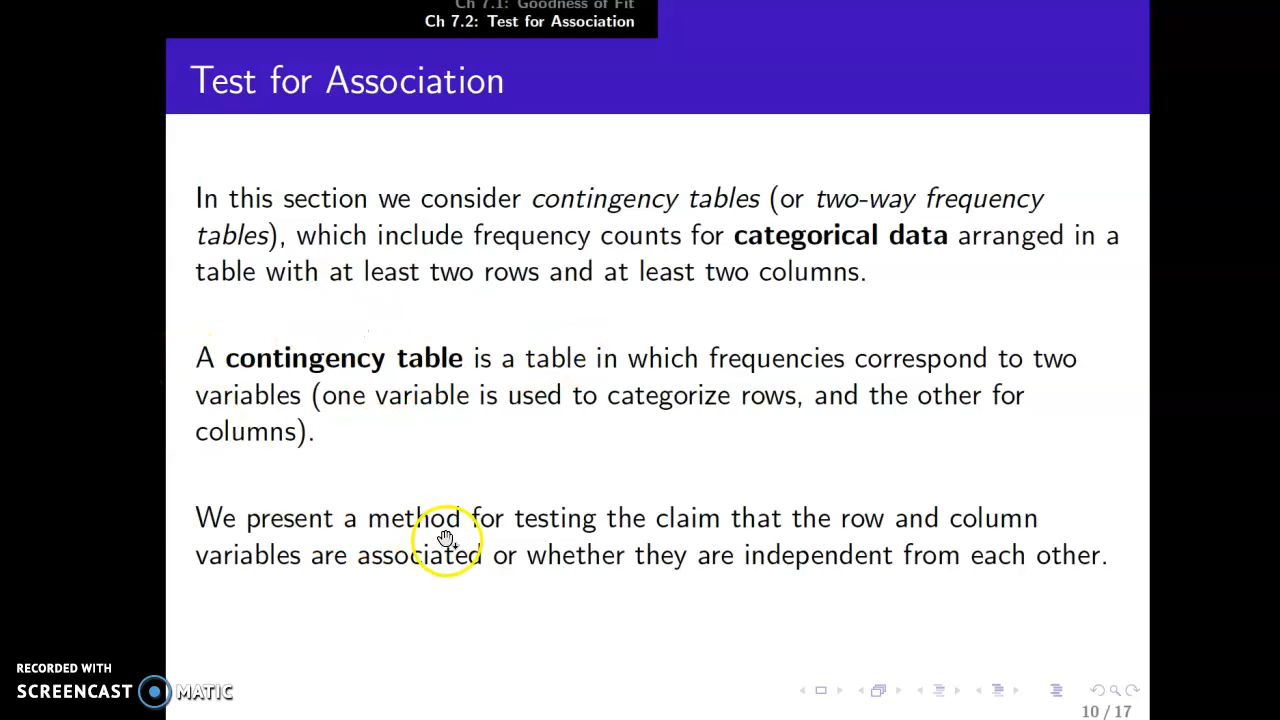 Ch 7.1: Goodness of Fit
Ch 7.2: Test for Association
Test for Association
In this section we consider contingency tables (or two-way frequency
tables), which include frequency counts for categorical data arranged in a
table with at least two rows and at least two columns.
A contingency table is a table in which frequencies correspond to two
variables (one variable is used to categorize rows, and the other for
columns).
We present a method for testing the claim that the row and column
variables are associated or whether they are independent from each other.
RECORDED WITH
SCREENCAST MATIC
10 / 17